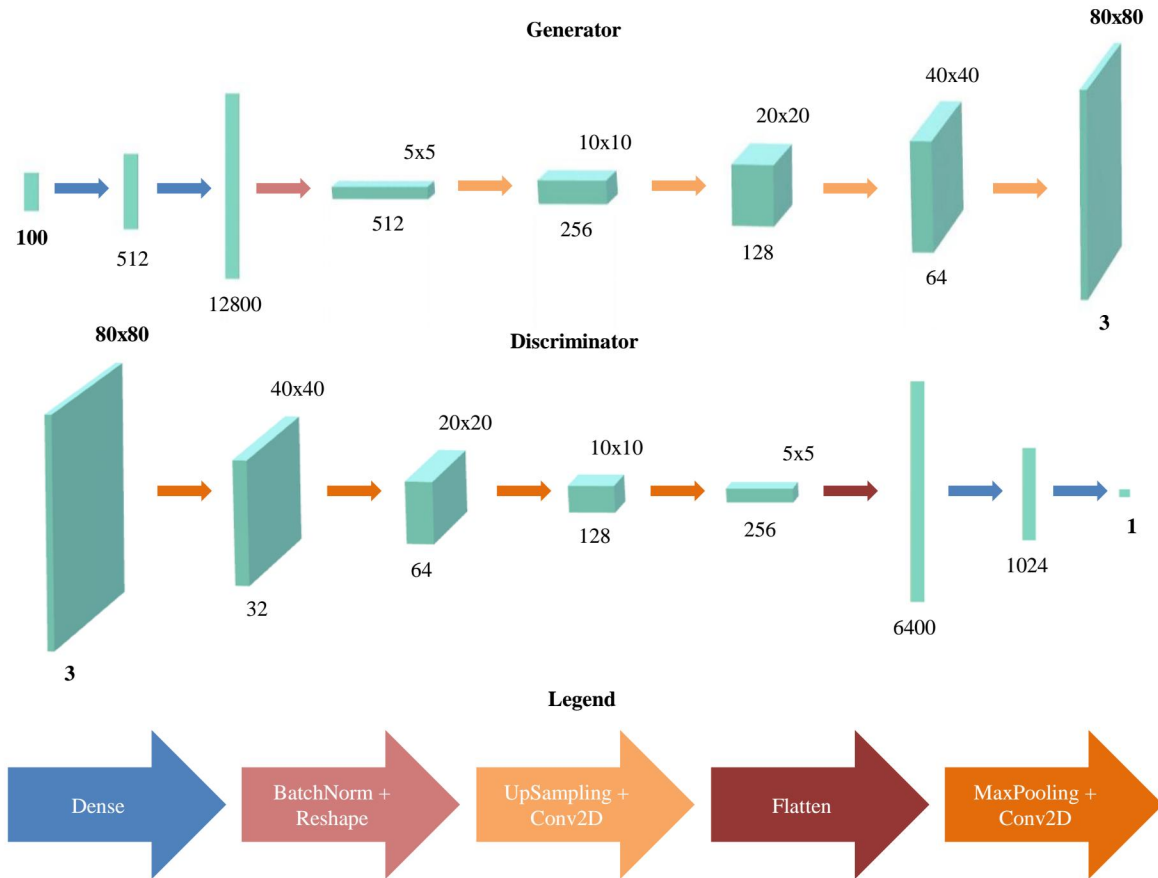 Generator
80x80
40x40
20x20
10x10
5x5
100
512
12800
512
256
128
64
3
Discriminator
80x80
40x40
20x20
10x10
5x5
3
32
64
128
256
6400
1024
1
Legend
Dense
BatchNorm +
Reshape
UpSampling +
Conv2D
Flatten
MaxPooling +
Conv2D